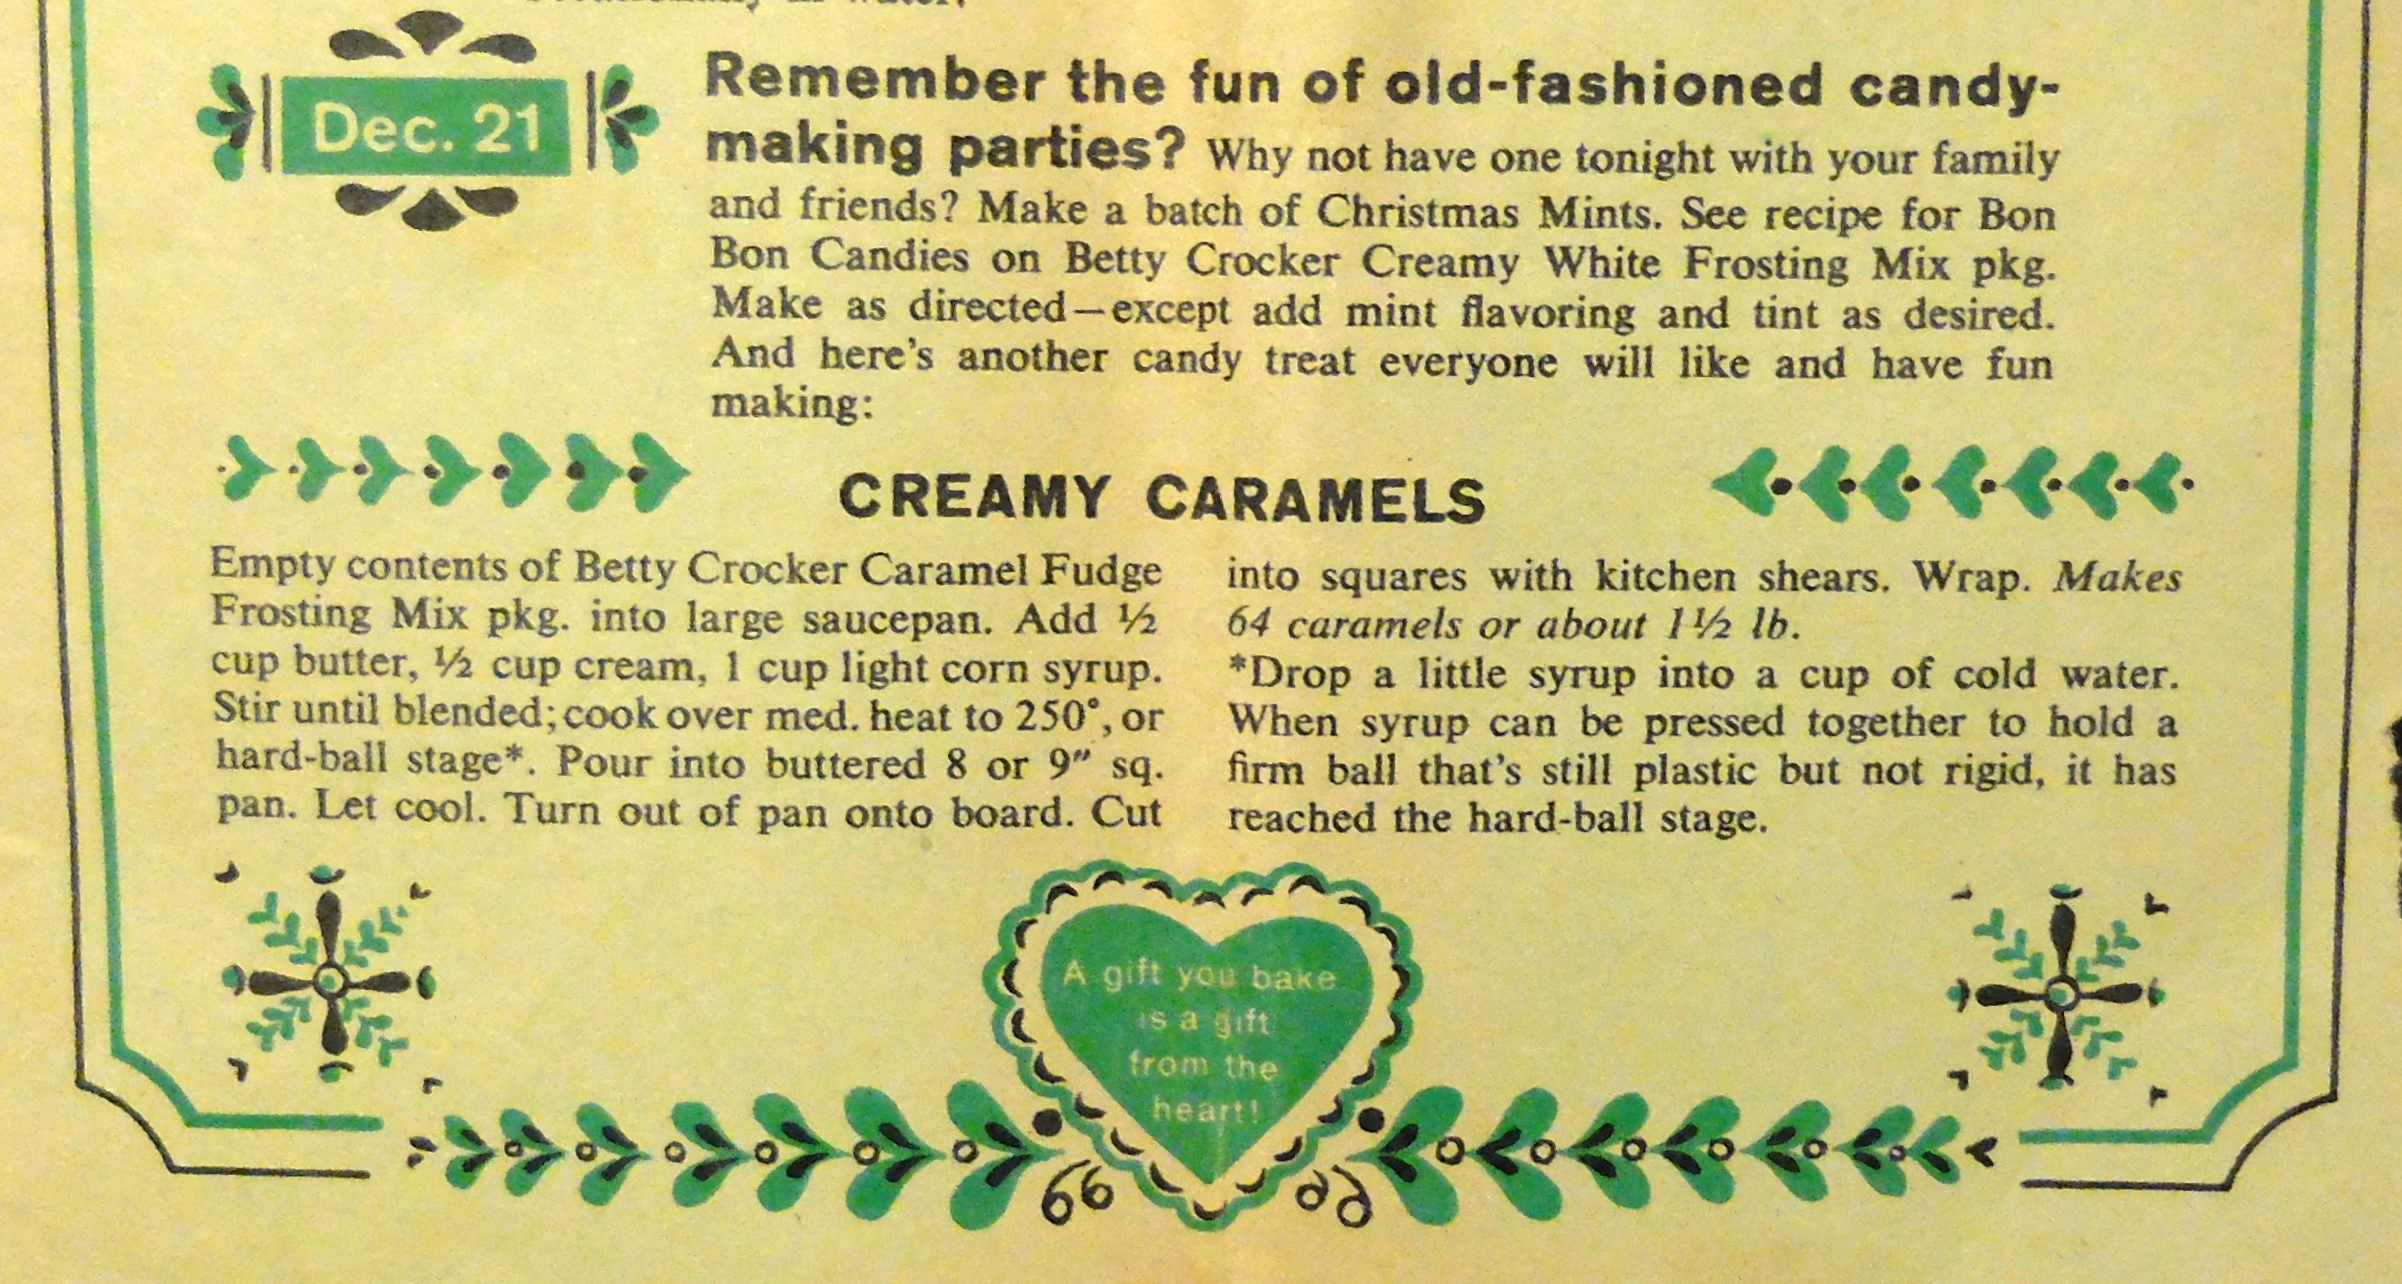 Dec. 21
Remember the fun of old-fashioned candy-
making parties? Why not have one tonight with your family
and friends? Make a batch of Christmas Mints. See recipe for Bon
Bon Candies on Betty Crocker Creamy White Frosting Mix pkg.
Make as directed—except add mint flavoring and tint as desired.
And here's another candy treat everyone will like and have fun
making:
CREAMY CARAMELS
Empty contents of Betty Crocker Caramel Fudge
Frosting Mix pkg. into large saucepan. Add ½
cup butter, ½ cup cream, 1 cup light corn syrup.
Stir until blended; cook over med. heat to 250°, or
hard-ball stage*. Pour into buttered 8 or 9″ sq.
pan. Let cool. Turn out of pan onto board. Cut
into squares with kitchen shears. Wrap. Makes
64 caramels or about 1½ lb.
*Drop a little syrup into a cup of cold water.
When syrup can be pressed together to hold a
firm ball that's still plastic but not rigid, it has
reached the hard-ball stage.
A gift you bake
is a gift
from the
heart!